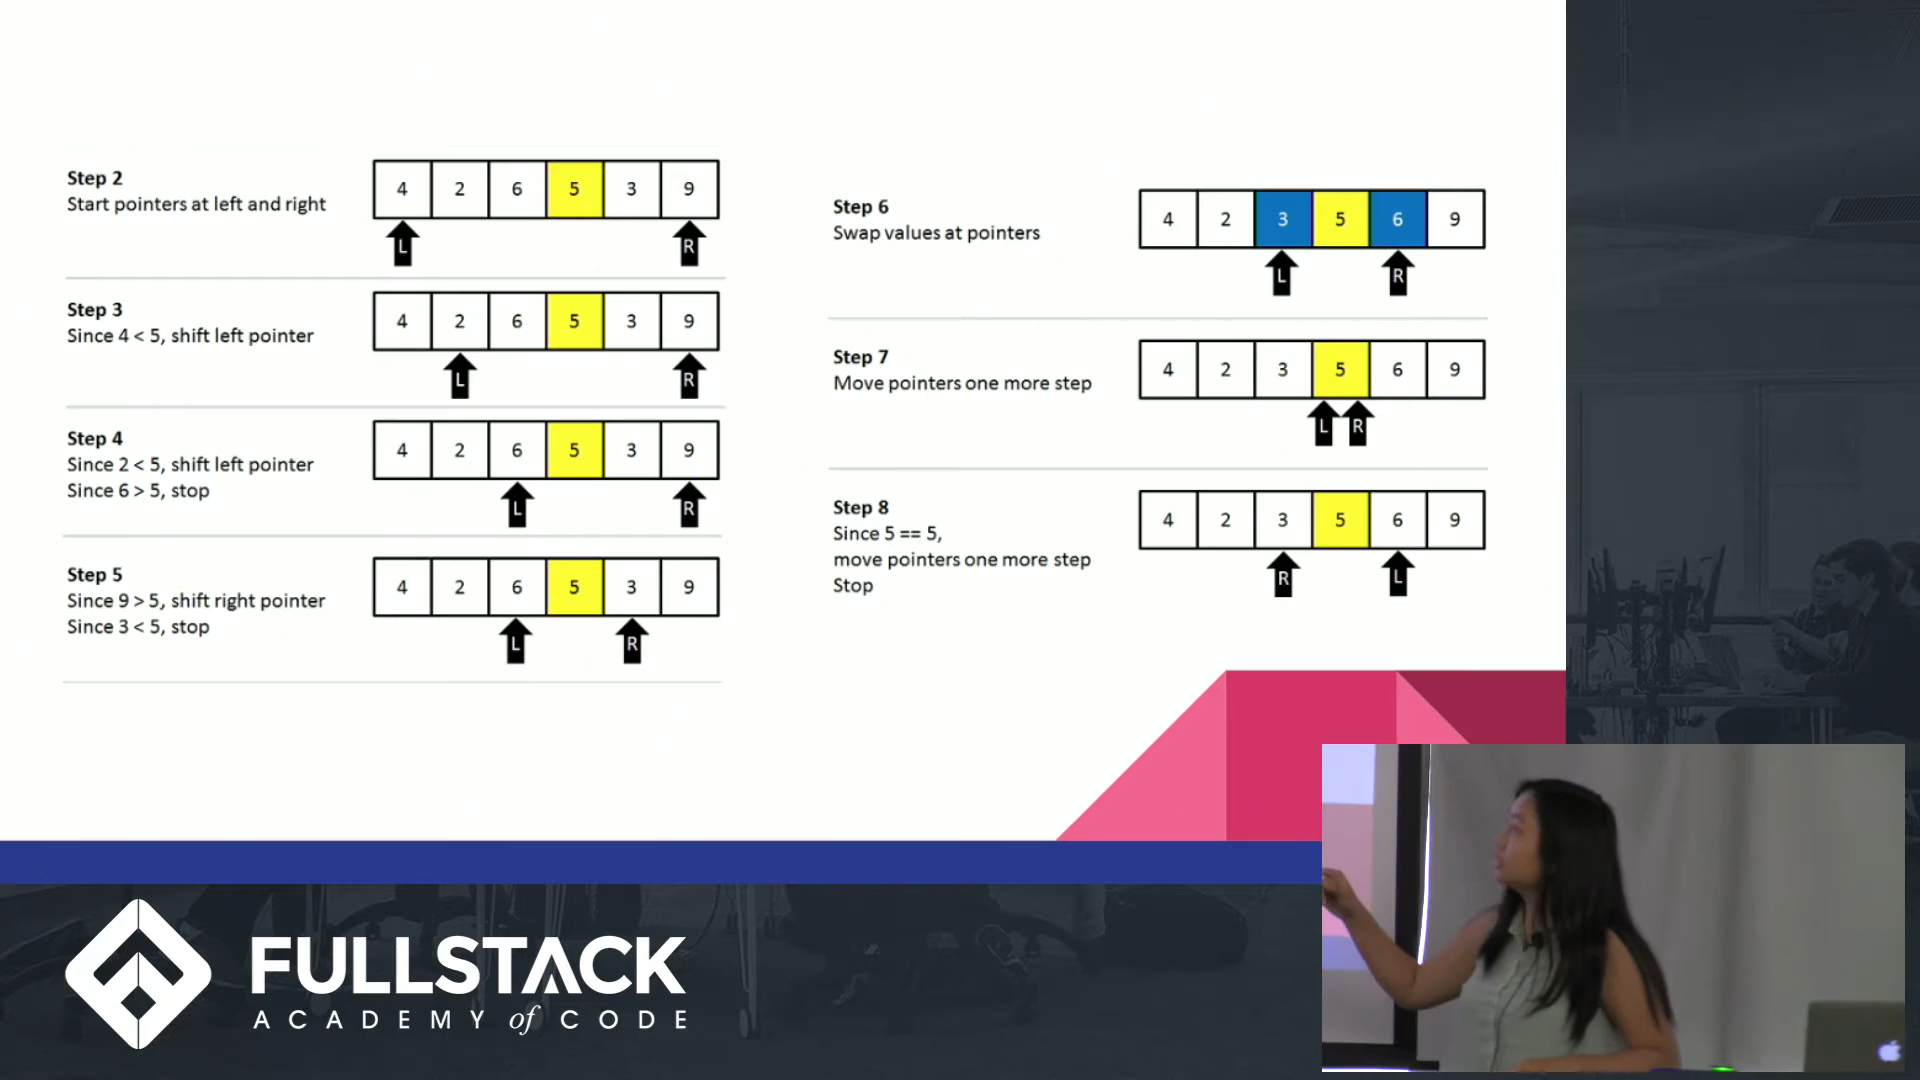 Step 2
Start pointers at left and right
4 2 6 5 3 9
L R
Step 3
Since 4 < 5, shift left pointer
4 2 6 5 3 9
L R
Step 4
Since 2 < 5, shift left pointer
Since 6 > 5, stop
4 2 6 5 3 9
L R
Step 5
Since 9 > 5, shift right pointer
Since 3 < 5, stop
4 2 6 5 3 9
L R
Step 6
Swap values at pointers
4 2 3 5 6 9
L R
Step 7
Move pointers one more step
4 2 3 5 6 9
L R
Step 8
Since 5 == 5,
move pointers one more step
Stop
4 2 3 5 6 9
R L
FULLSTACK
ACADEMY of CODE